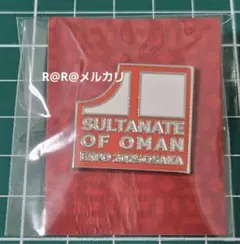 R@R@メルカリ
SULTANATE
OF OMAN
EXPO 2025 OSAKA